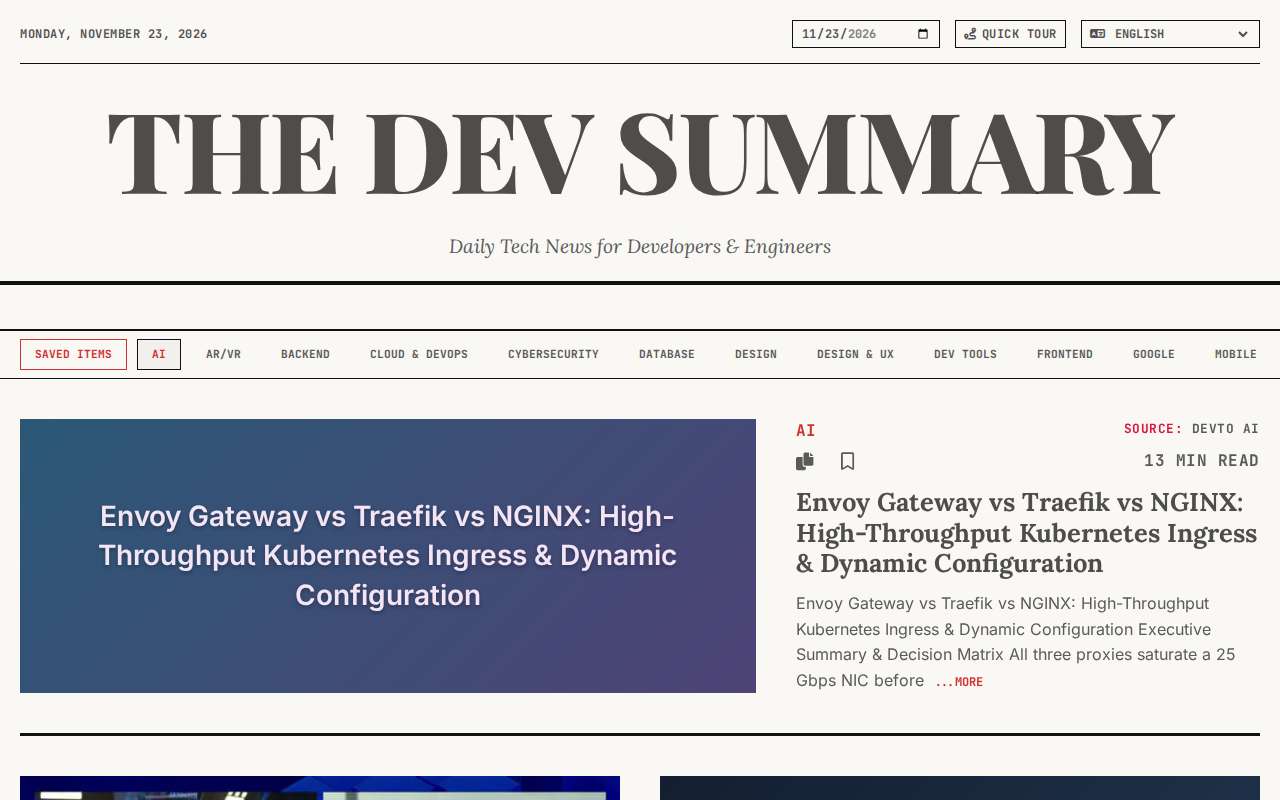 MONDAY, NOVEMBER 23, 2026
11/23/2026
QUICK TOUR
ENGLISH
THE DEV SUMMARY
Daily Tech News for Developers & Engineers
SAVED ITEMS
AI
AR/VR
BACKEND
CLOUD & DEVOPS
CYBERSECURITY
DATABASE
DESIGN
DESIGN & UX
DEV TOOLS
FRONTEND
GOOGLE
MOBILE
Envoy Gateway vs Traefik vs NGINX: High-
Throughput Kubernetes Ingress & Dynamic
Configuration
AI
SOURCE: DEVTO AI
13 MIN READ
Envoy Gateway vs Traefik vs NGINX:
High-Throughput Kubernetes Ingress
& Dynamic Configuration
Envoy Gateway vs Traefik vs NGINX: High-Throughput
Kubernetes Ingress & Dynamic Configuration Executive
Summary & Decision Matrix All three proxies saturate a 25
Gbps NIC before ...MORE